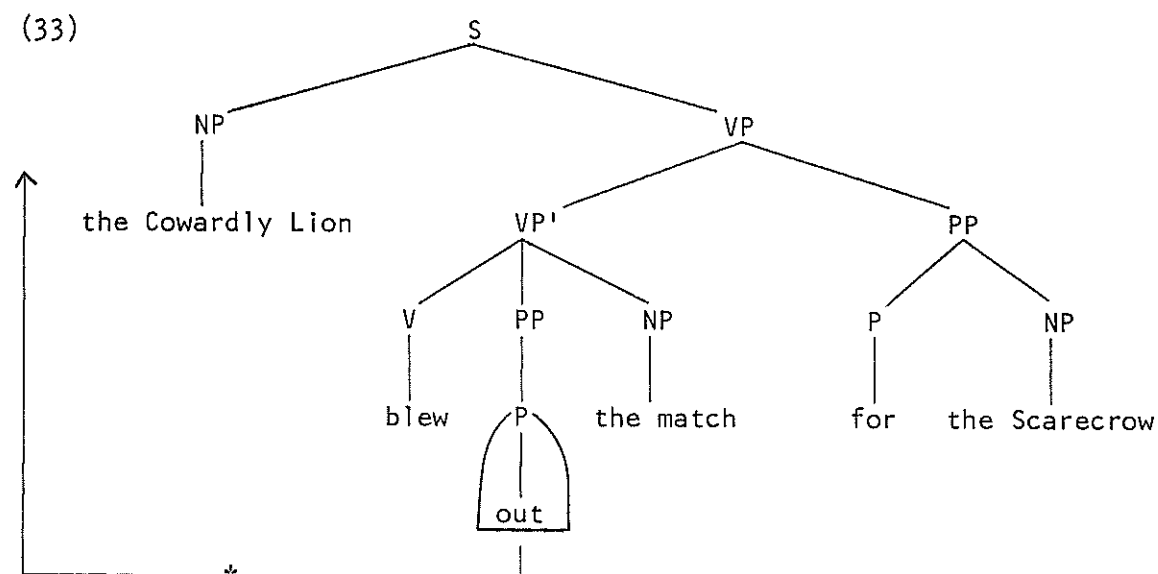 (33)
S
NP VP
the Cowardly Lion VP' PP
V PP NP P NP
blew P the match for the Scarecrow
out
*